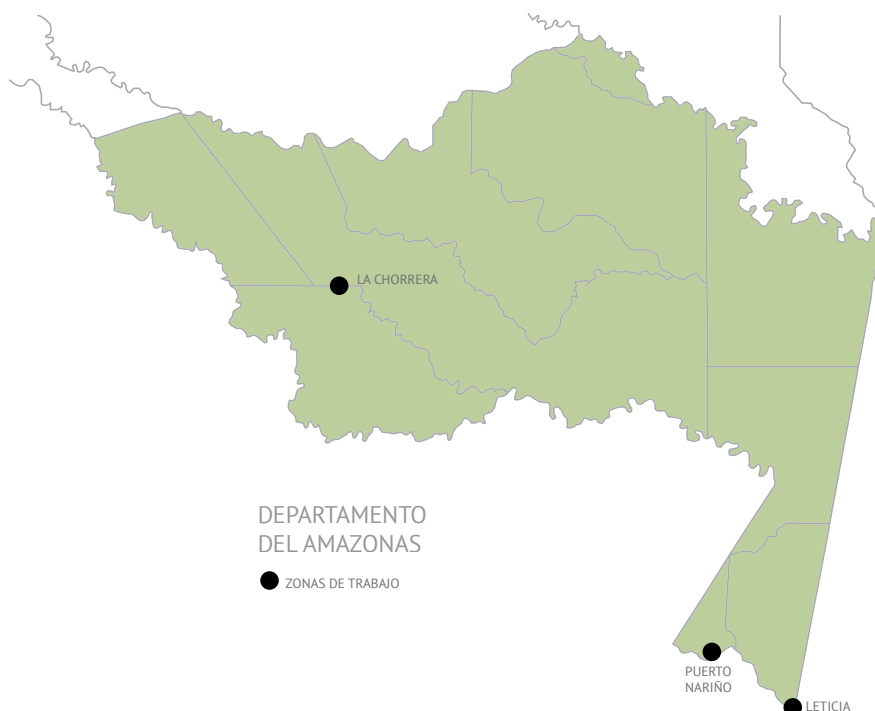 LA CHORRERA
DEPARTAMENTO
DEL AMAZONAS
ZONAS DE TRABAJO
PUERTO
NARIÑO
LETICIA